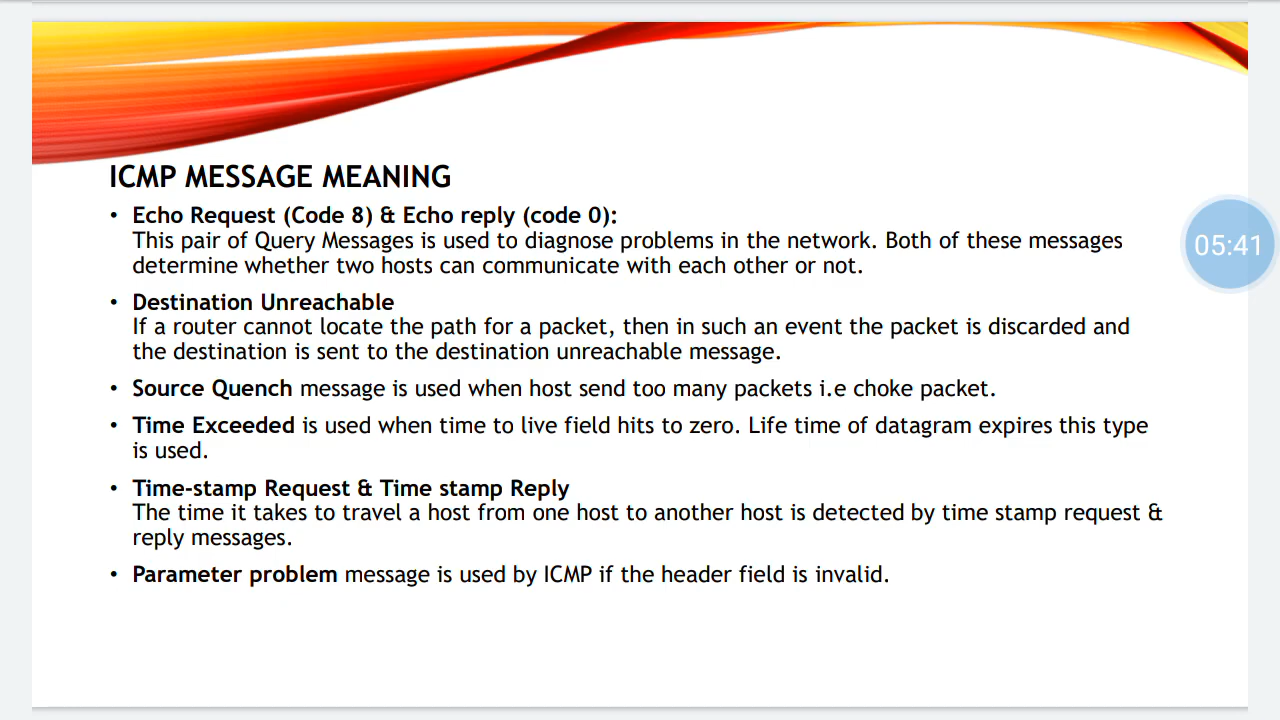 ICMP MESSAGE MEANING
• Echo Request (Code 8) & Echo reply (code 0):
This pair of Query Messages is used to diagnose problems in the network. Both of these messages
determine whether two hosts can communicate with each other or not.
05:41
• Destination Unreachable
If a router cannot locate the path for a packet, then in such an event the packet is discarded and
the destination is sent to the destination unreachable message.
• Source Quench message is used when host send too many packets i.e choke packet.
• Time Exceeded is used when time to live field hits to zero. Life time of datagram expires this type
is used.
• Time-stamp Request & Time stamp Reply
The time it takes to travel a host from one host to another host is detected by time stamp request &
reply messages.
• Parameter problem message is used by ICMP if the header field is invalid.